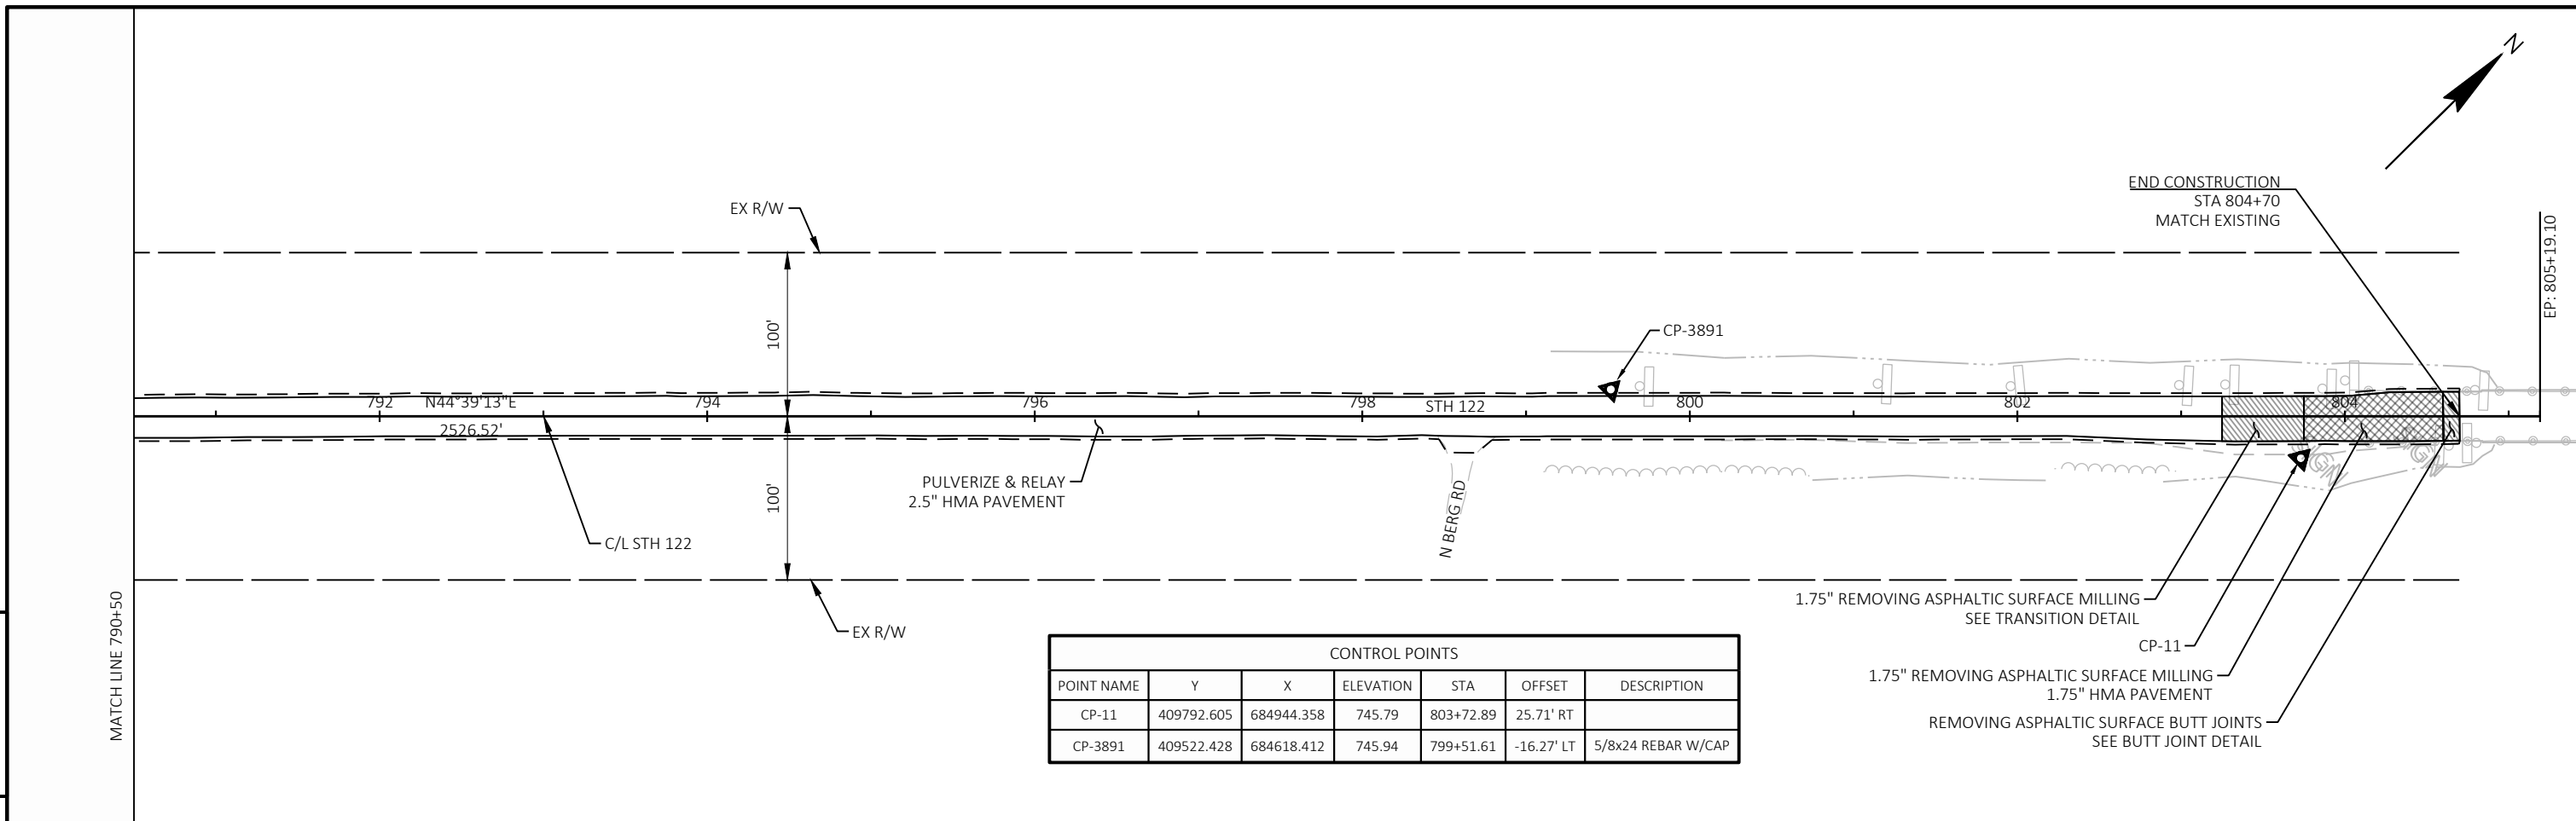 N
END CONSTRUCTION
STA 804+70
MATCH EXISTING
EP: 805+19.10
EX R/W
100'
CP-3891
792
N44°39'13"E
794
796
798
STH 122
800
802
804
2526.52'
PULVERIZE & RELAY
2.5" HMA PAVEMENT
100'
N BERG RD
C/L STH 122
EX R/W
MATCH LINE 790+50
1.75" REMOVING ASPHALTIC SURFACE MILLING
SEE TRANSITION DETAIL
CP-11
1.75" REMOVING ASPHALTIC SURFACE MILLING
1.75" HMA PAVEMENT
REMOVING ASPHALTIC SURFACE BUTT JOINTS
SEE BUTT JOINT DETAIL
CONTROL POINTS
POINT NAME Y X ELEVATION STA OFFSET DESCRIPTION
CP-11 409792.605 684944.358 745.79 803+72.89 25.71' RT
CP-3891 409522.428 684618.412 745.94 799+51.61 -16.27' LT 5/8x24 REBAR W/CAP